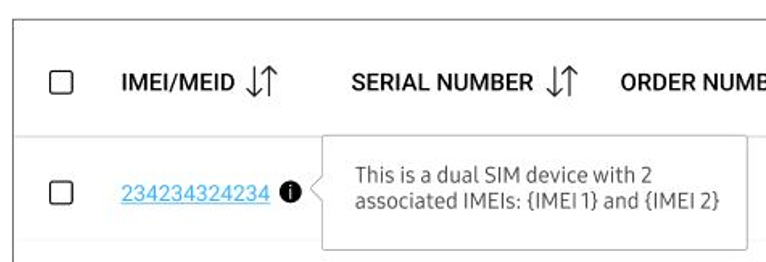 IMEI/MEID ↓↑ SERIAL NUMBER ↓↑ ORDER NUMB
234234324234 i This is a dual SIM device with 2
associated IMEIs: {IMEI 1} and {IMEI 2}